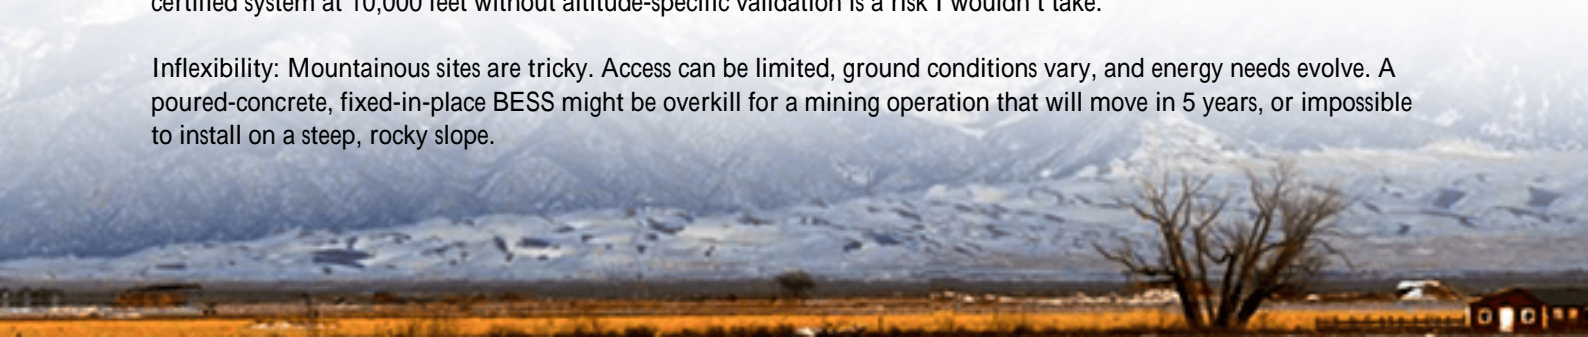 certified system at 10,000 feet without altitude-specific validation is a risk I wouldn't take.
Inflexibility: Mountainous sites are tricky. Access can be limited, ground conditions vary, and energy needs evolve. A
poured-concrete, fixed-in-place BESS might be overkill for a mining operation that will move in 5 years, or impossible
to install on a steep, rocky slope.